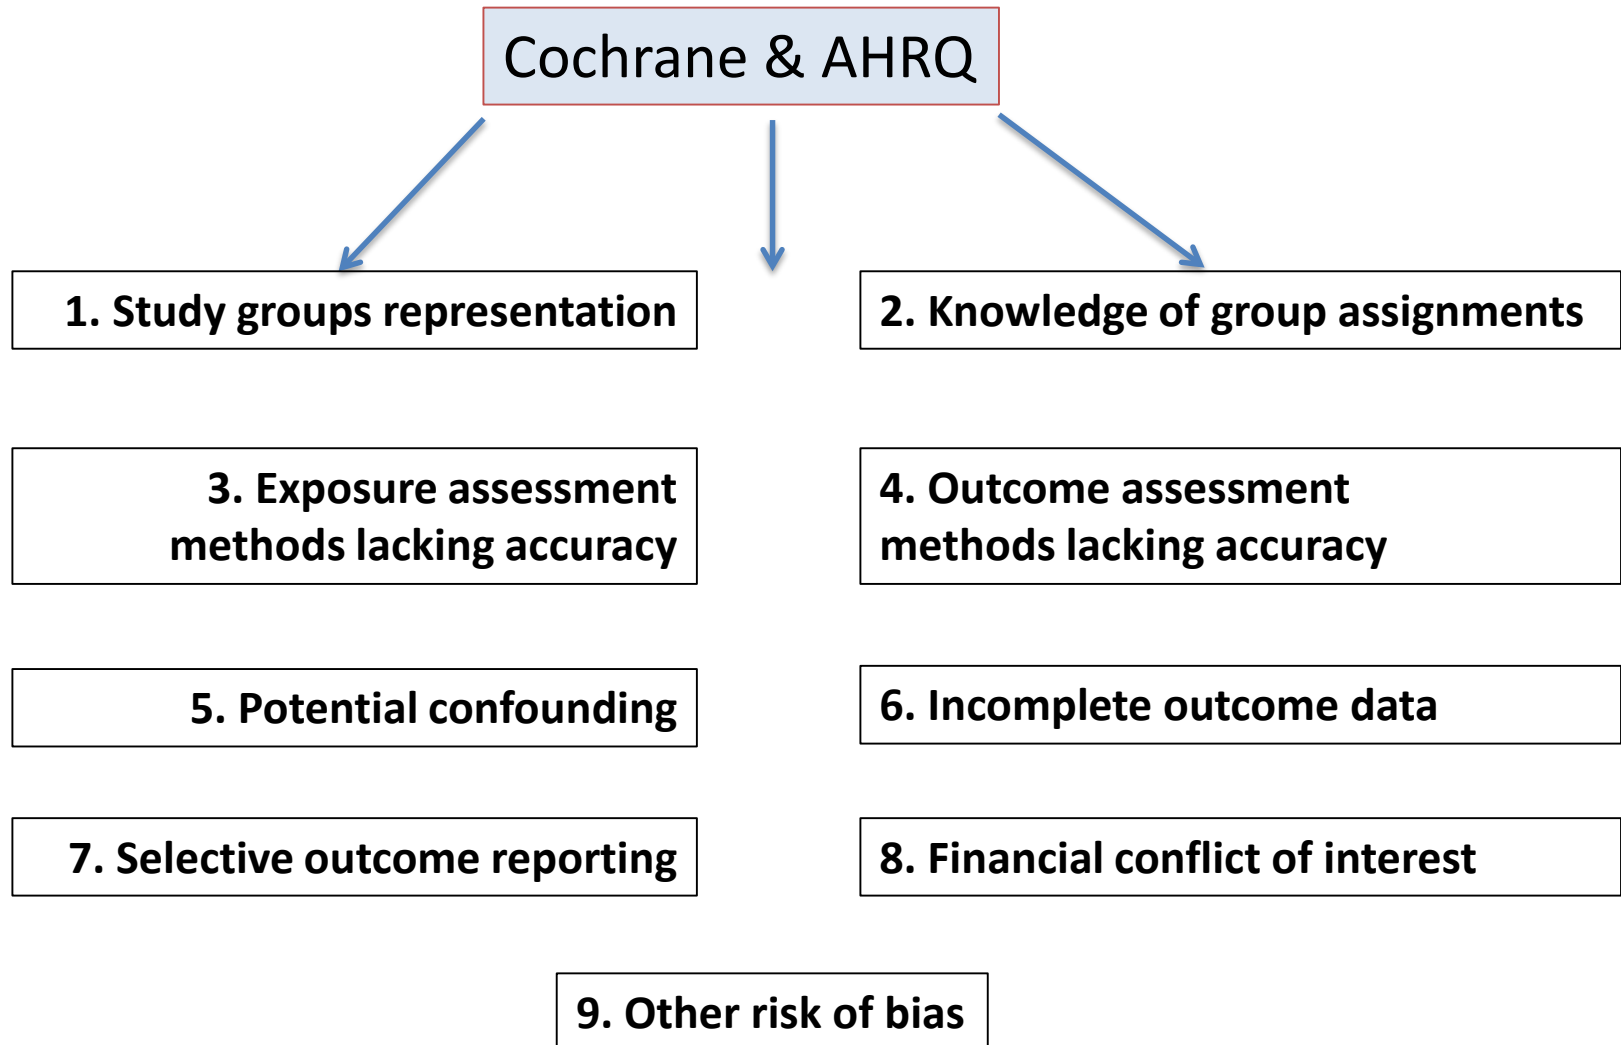 Cochrane & AHRQ
1. Study groups representation
2. Knowledge of group assignments
3. Exposure assessment
methods lacking accuracy
4. Outcome assessment
methods lacking accuracy
5. Potential confounding
6. Incomplete outcome data
7. Selective outcome reporting
8. Financial conflict of interest
9. Other risk of bias